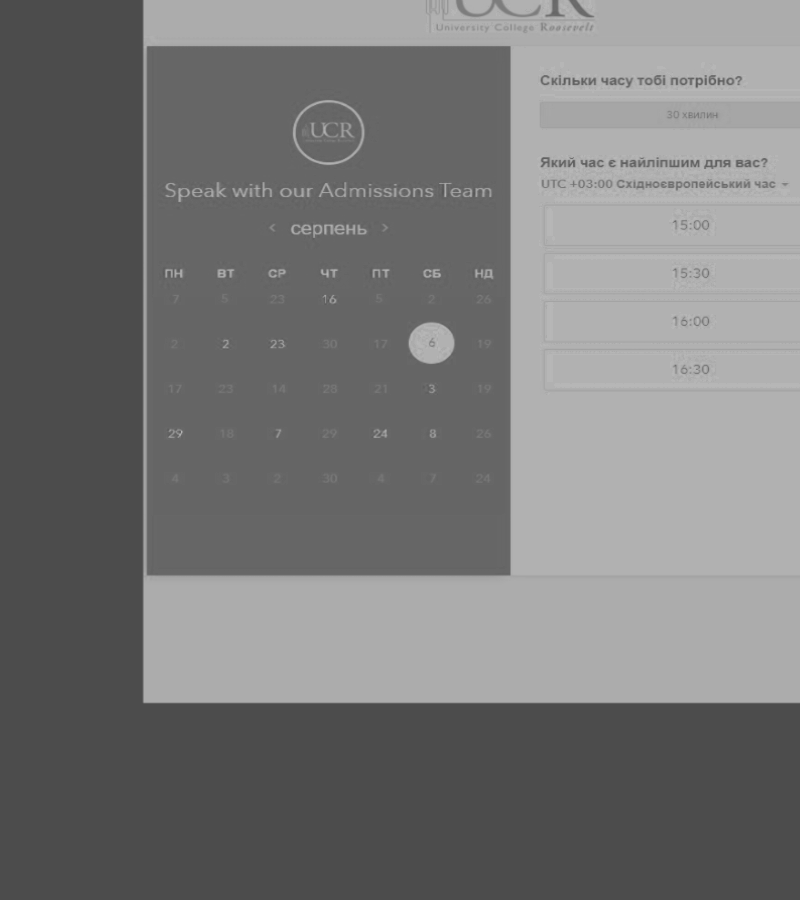 UCR
University College Roosevelt
UCR
Speak with our Admissions Team
< серпень >
ПН ВТ СР ЧТ ПТ СБ НД
7 5 23 16 5 2 26
2 2 23 30 17 6 19
17 23 14 28 21 3 19
29 18 7 29 24 8 26
4 3 2 30 4 7 24
Скільки часу тобі потрібно?
30 хвилин
Який час є найліпшим для вас?
UTC +03:00 Східноєвропейський час
15:00
15:30
16:00
16:30